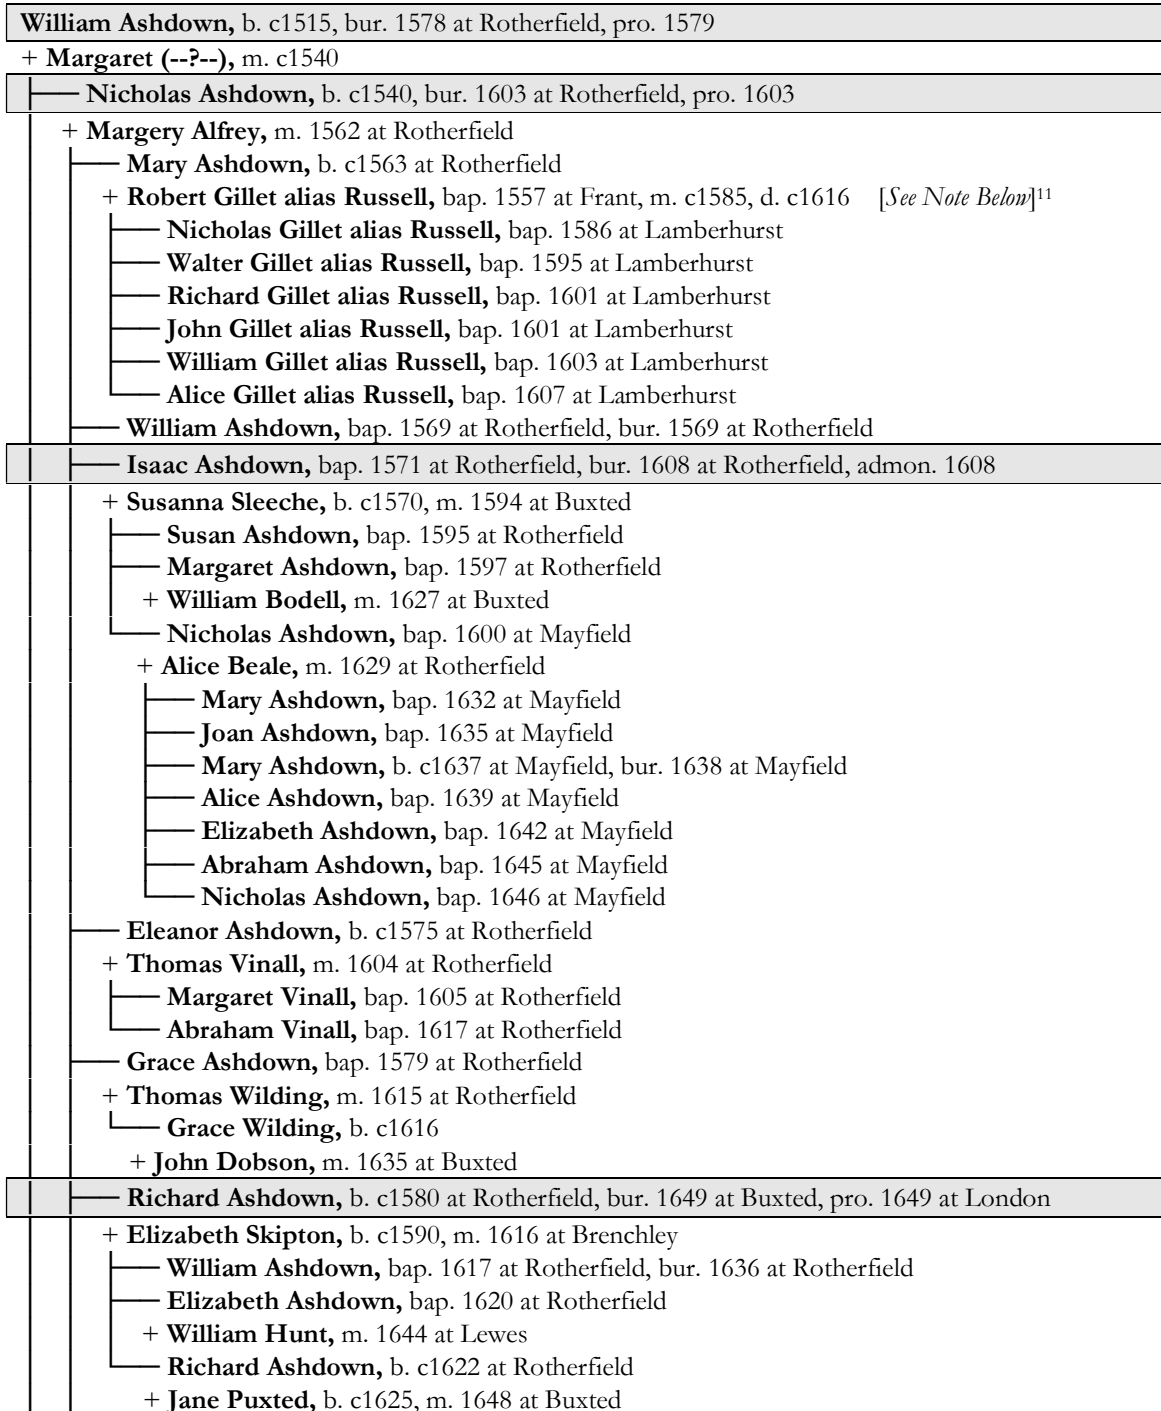 William Ashdown, b. c1515, bur. 1578 at Rotherfield, pro. 1579
+ Margaret (--?--), m. c1540
Nicholas Ashdown, b. c1540, bur. 1603 at Rotherfield, pro. 1603
+ Margery Alfrey, m. 1562 at Rotherfield
Mary Ashdown, b. c1563 at Rotherfield
+ Robert Gillet alias Russell, bap. 1557 at Frant, m. c1585, d. c1616 [See Note Below]11
Nicholas Gillet alias Russell, bap. 1586 at Lamberhurst
Walter Gillet alias Russell, bap. 1595 at Lamberhurst
Richard Gillet alias Russell, bap. 1601 at Lamberhurst
John Gillet alias Russell, bap. 1601 at Lamberhurst
William Gillet alias Russell, bap. 1603 at Lamberhurst
Alice Gillet alias Russell, bap. 1607 at Lamberhurst
William Ashdown, bap. 1569 at Rotherfield, bur. 1569 at Rotherfield
Isaac Ashdown, bap. 1571 at Rotherfield, bur. 1608 at Rotherfield, admon. 1608
+ Susanna Sleeche, b. c1570, m. 1594 at Buxted
Susan Ashdown, bap. 1595 at Rotherfield
Margaret Ashdown, bap. 1597 at Rotherfield
+ William Bodell, m. 1627 at Buxted
Nicholas Ashdown, bap. 1600 at Mayfield
+ Alice Beale, m. 1629 at Rotherfield
Mary Ashdown, bap. 1632 at Mayfield
Joan Ashdown, bap. 1635 at Mayfield
Mary Ashdown, b. c1637 at Mayfield, bur. 1638 at Mayfield
Alice Ashdown, bap. 1639 at Mayfield
Elizabeth Ashdown, bap. 1642 at Mayfield
Abraham Ashdown, bap. 1645 at Mayfield
Nicholas Ashdown, bap. 1646 at Mayfield
Eleanor Ashdown, b. c1575 at Rotherfield
+ Thomas Vinall, m. 1604 at Rotherfield
Margaret Vinall, bap. 1605 at Rotherfield
Abraham Vinall, bap. 1617 at Rotherfield
Grace Ashdown, bap. 1579 at Rotherfield
+ Thomas Wilding, m. 1615 at Rotherfield
Grace Wilding, b. c1616
+ John Dobson, m. 1635 at Buxted
Richard Ashdown, b. c1580 at Rotherfield, bur. 1649 at Buxted, pro. 1649 at London
+ Elizabeth Skipton, b. c1590, m. 1616 at Brenchley
William Ashdown, bap. 1617 at Rotherfield, bur. 1636 at Rotherfield
Elizabeth Ashdown, bap. 1620 at Rotherfield
+ William Hunt, m. 1644 at Lewes
Richard Ashdown, b. c1622 at Rotherfield
+ Jane Puxted, b. c1625, m. 1648 at Buxted